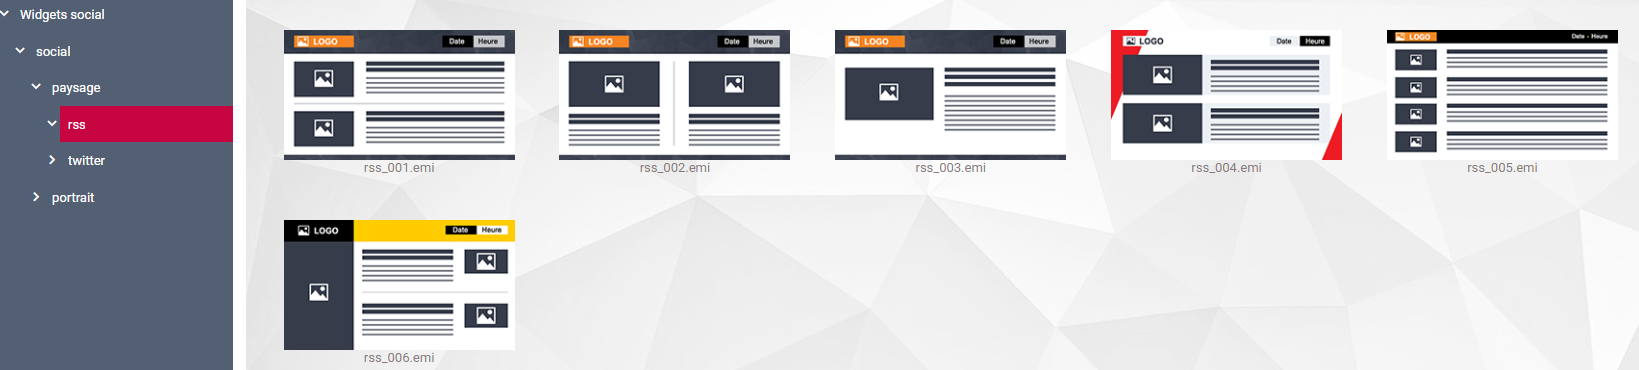 Widgets social
social
paysage
rss
twitter
portrait
LOGO Date Heure
rss_001.emi
LOGO Date Heure
rss_002.emi
LOGO Date Heure
rss_003.emi
LOGO Date Heure
rss_004.emi
LOGO Date - Heure
rss_005.emi
LOGO Date Heure
rss_006.emi